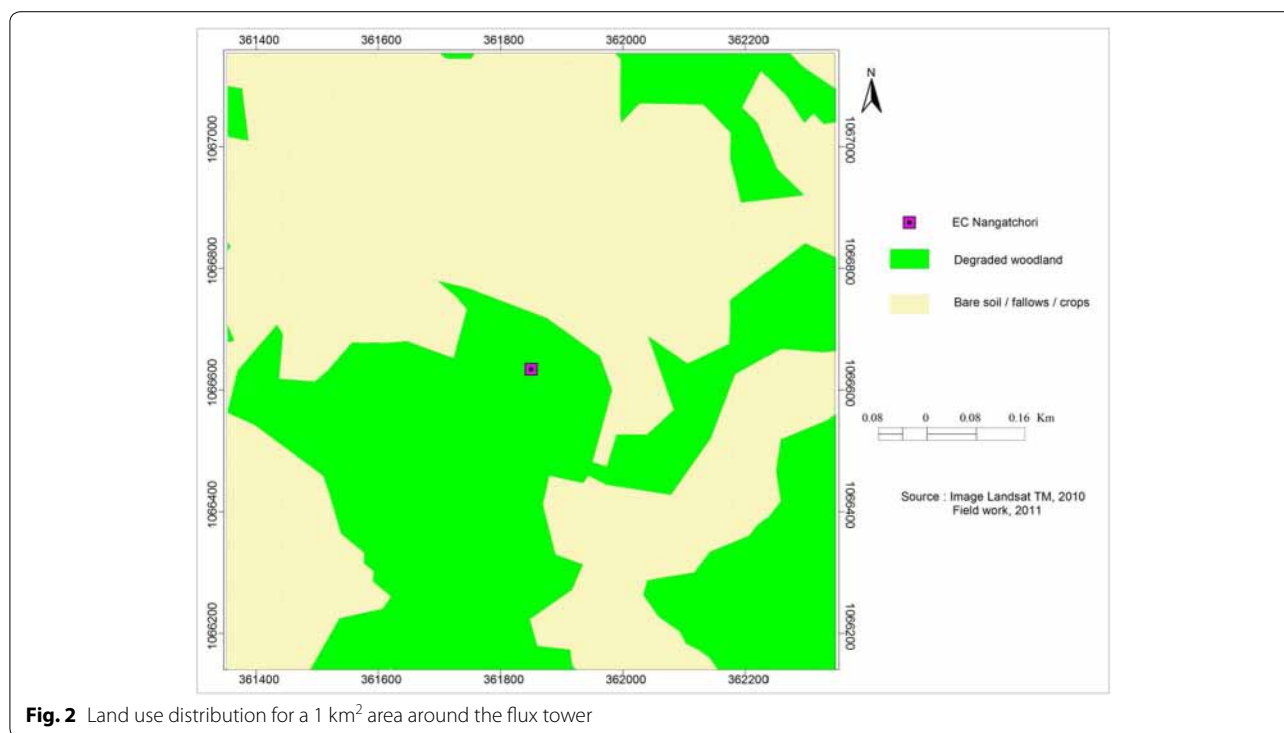 361400 361600 361800 362000 362200
N
1067000 1067000
EC Nangatchori
Degraded woodland
1066800 1066800
Bare soil / fallows / crops
1066600 1066600
0.08 0 0.08 0.16 Km
Source : Image Landsat TM, 2010
Field work, 2011
1066400 1066400
1066200 1066200
361400 361600 361800 362000 362200
Fig. 2 Land use distribution for a 1 km² area around the flux tower